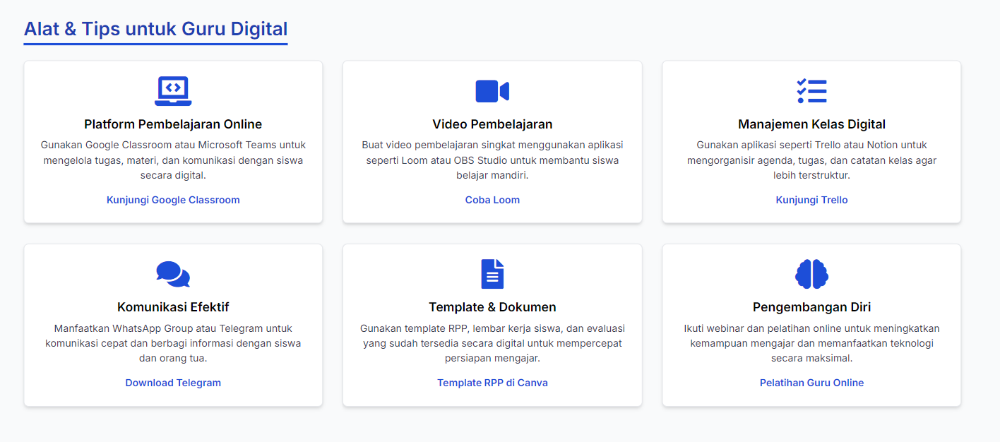 Alat & Tips untuk Guru Digital
Platform Pembelajaran Online
Gunakan Google Classroom atau Microsoft Teams untuk
mengelola tugas, materi, dan komunikasi dengan siswa
secara digital.
Kunjungi Google Classroom
Video Pembelajaran
Buat video pembelajaran singkat menggunakan aplikasi
seperti Loom atau OBS Studio untuk membantu siswa
belajar mandiri.
Coba Loom
Manajemen Kelas Digital
Gunakan aplikasi seperti Trello atau Notion untuk
mengorganisir agenda, tugas, dan catatan kelas agar
lebih terstruktur.
Kunjungi Trello
Komunikasi Efektif
Manfaatkan WhatsApp Group atau Telegram untuk
komunikasi cepat dan berbagi informasi dengan siswa
dan orang tua.
Download Telegram
Template & Dokumen
Gunakan template RPP, lembar kerja siswa, dan evaluasi
yang sudah tersedia secara digital untuk mempercepat
persiapan mengajar.
Template RPP di Canva
Pengembangan Diri
Ikuti webinar dan pelatihan online untuk meningkatkan
kemampuan mengajar dan memanfaatkan teknologi
secara maksimal.
Pelatihan Guru Online